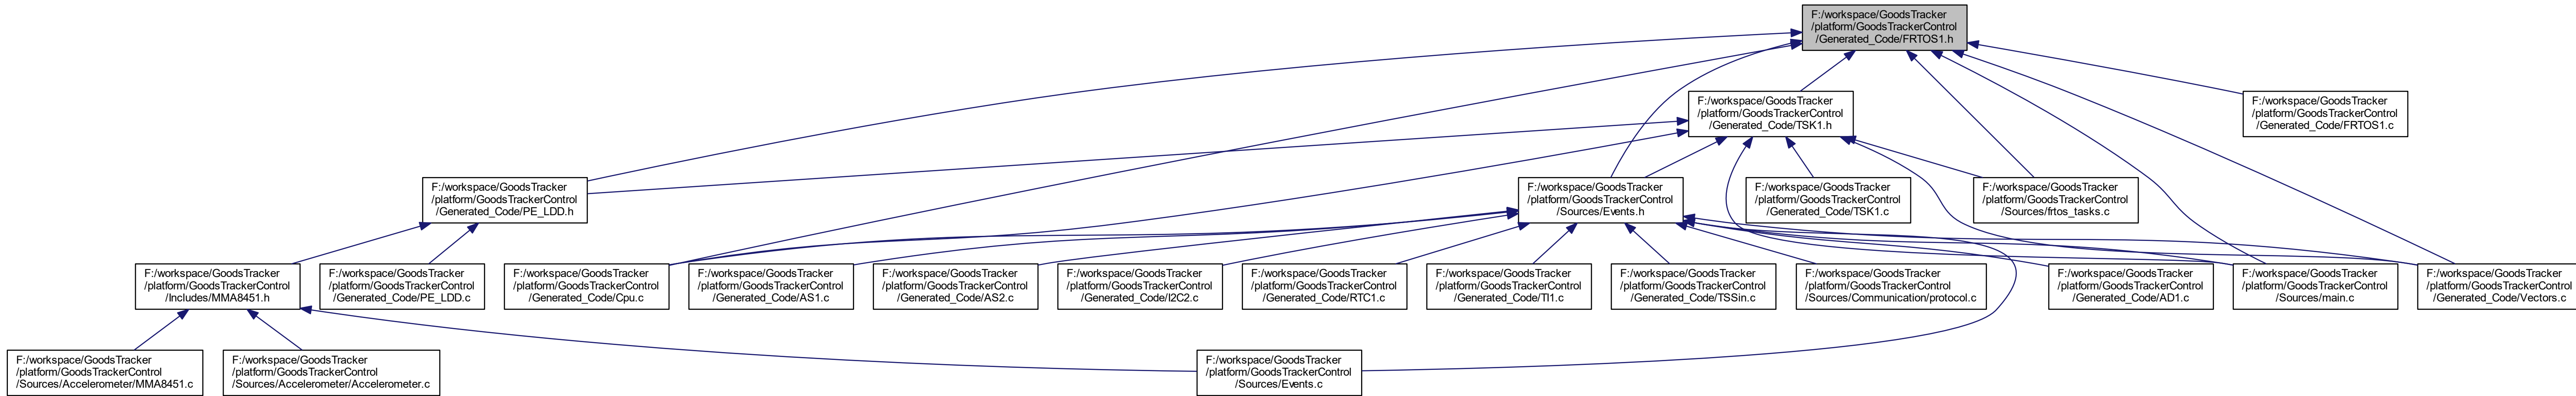 F:/workspace/GoodsTracker
/platform/GoodsTrackerControl
/Generated_Code/FRTOS1.h
F:/workspace/GoodsTracker
/platform/GoodsTrackerControl
/Generated_Code/TSK1.h
F:/workspace/GoodsTracker
/platform/GoodsTrackerControl
/Generated_Code/FRTOS1.c
F:/workspace/GoodsTracker
/platform/GoodsTrackerControl
/Generated_Code/PE_LDD.h
F:/workspace/GoodsTracker
/platform/GoodsTrackerControl
/Sources/Events.h
F:/workspace/GoodsTracker
/platform/GoodsTrackerControl
/Generated_Code/TSK1.c
F:/workspace/GoodsTracker
/platform/GoodsTrackerControl
/Sources/frtos_tasks.c
F:/workspace/GoodsTracker
/platform/GoodsTrackerControl
/Includes/MMA8451.h
F:/workspace/GoodsTracker
/platform/GoodsTrackerControl
/Generated_Code/PE_LDD.c
F:/workspace/GoodsTracker
/platform/GoodsTrackerControl
/Generated_Code/Cpu.c
F:/workspace/GoodsTracker
/platform/GoodsTrackerControl
/Generated_Code/AS1.c
F:/workspace/GoodsTracker
/platform/GoodsTrackerControl
/Generated_Code/AS2.c
F:/workspace/GoodsTracker
/platform/GoodsTrackerControl
/Generated_Code/I2C2.c
F:/workspace/GoodsTracker
/platform/GoodsTrackerControl
/Generated_Code/RTC1.c
F:/workspace/GoodsTracker
/platform/GoodsTrackerControl
/Generated_Code/TI1.c
F:/workspace/GoodsTracker
/platform/GoodsTrackerControl
/Generated_Code/TSSin.c
F:/workspace/GoodsTracker
/platform/GoodsTrackerControl
/Sources/Communication/protocol.c
F:/workspace/GoodsTracker
/platform/GoodsTrackerControl
/Generated_Code/AD1.c
F:/workspace/GoodsTracker
/platform/GoodsTrackerControl
/Sources/main.c
F:/workspace/GoodsTracker
/platform/GoodsTrackerControl
/Generated_Code/Vectors.c
F:/workspace/GoodsTracker
/platform/GoodsTrackerControl
/Sources/Accelerometer/MMA8451.c
F:/workspace/GoodsTracker
/platform/GoodsTrackerControl
/Sources/Accelerometer/Accelerometer.c
F:/workspace/GoodsTracker
/platform/GoodsTrackerControl
/Sources/Events.c